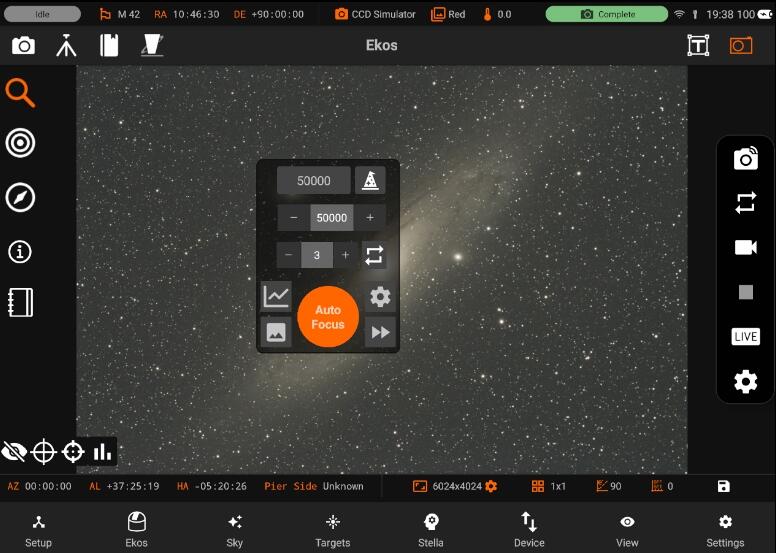 Idle M 42 RA 10:46:30 DE +90:00:00 CCD Simulator Red 0.0 Complete 19:38 100
Ekos
T
50000
− 50000 +
− 3 +
Auto
Focus
LIVE
AZ 00:00:00 AL +37:25:19 HA -05:20:26 Pier Side Unknown 6024x4024 1x1 90 0
Setup Ekos Sky Targets Stella Device View Settings